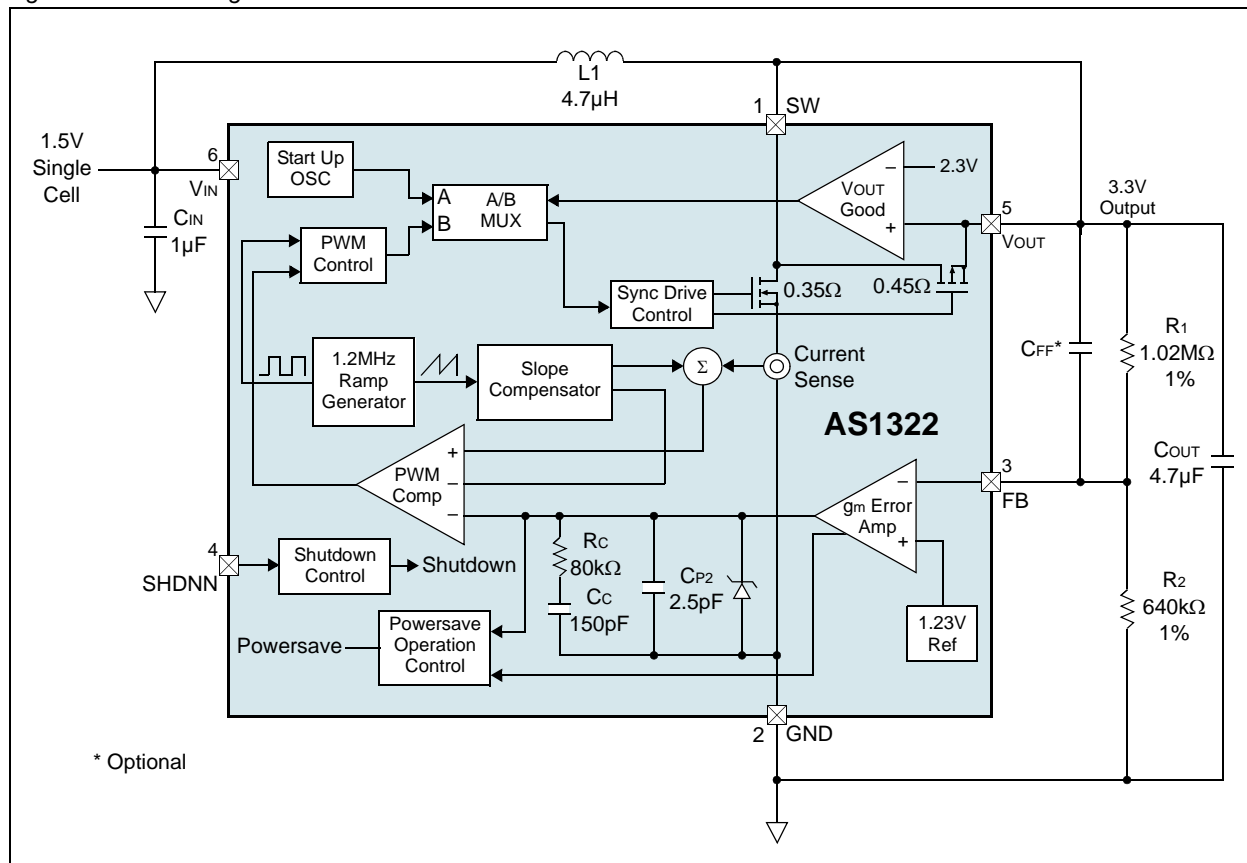 L1
4.7µH
1 SW
1.5V
Single
Cell
6
VIN
CIN
1µF
Start Up
OSC
A
B
A/B
MUX
PWM
Control
VOUT
Good
−
+
2.3V
5
VOUT
3.3V
Output
Sync Drive
Control
0.35Ω
0.45Ω
1.2MHz
Ramp
Generator
Slope
Compensator
Σ
Current
Sense
CFF*
R1
1.02MΩ
1%
AS1322
COUT
4.7µF
PWM
Comp
+
−
−
gm Error
Amp
−
+
3
FB
4
SHDNN
Shutdown
Control
Shutdown
RC
80kΩ
CC
150pF
CP2
2.5pF
1.23V
Ref
R2
640kΩ
1%
Powersave
Powersave
Operation
Control
2 GND
* Optional